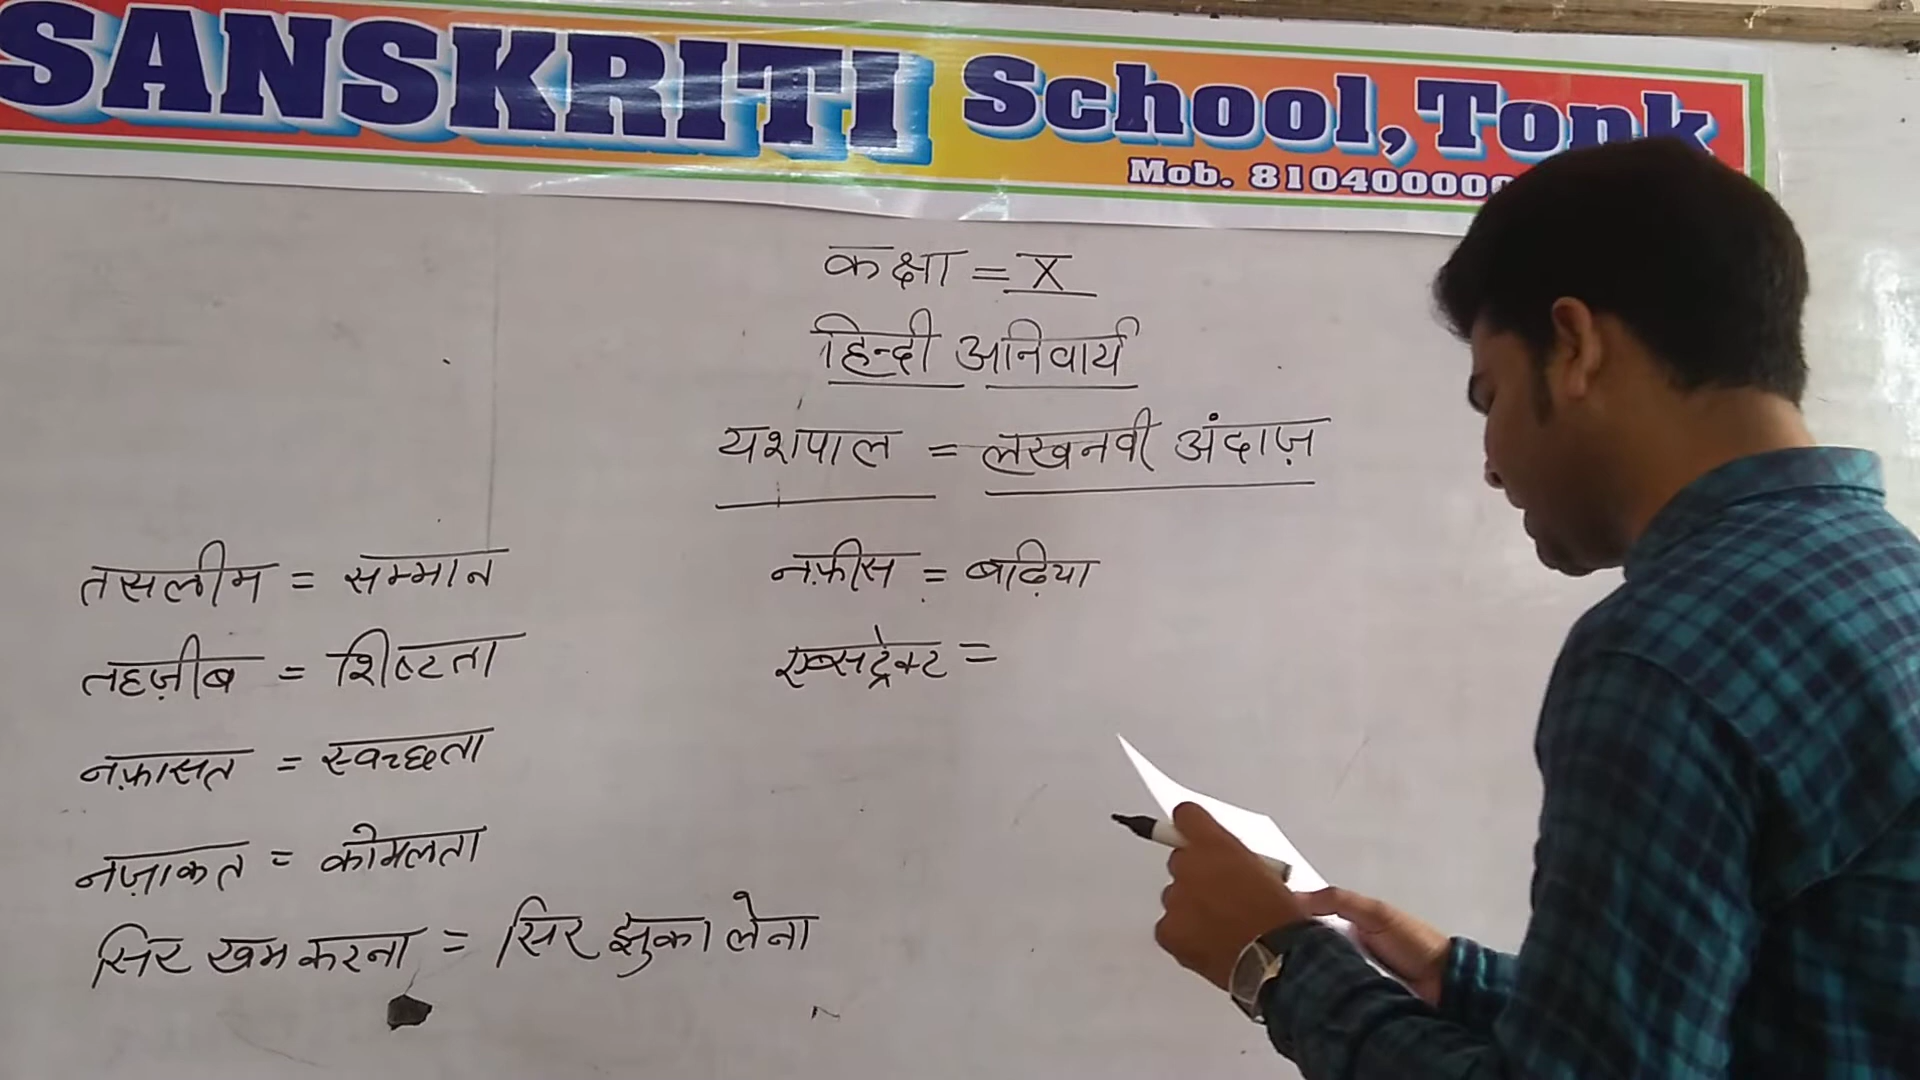 SANSKRITI School, Tonk
Mob. 810400000
कक्षा = X
हिन्दी अनिवार्य
यशपाल = लखनवी अंदाज़
तसलीम = सम्मान
तहज़ीब = शिष्टता
नफ़ासत = स्वच्छता
नज़ाकत = कोमलता
सिर खम करना = सिर झुका लेना
नफ़ीस = बढ़िया
एब्सट्रेक्ट =